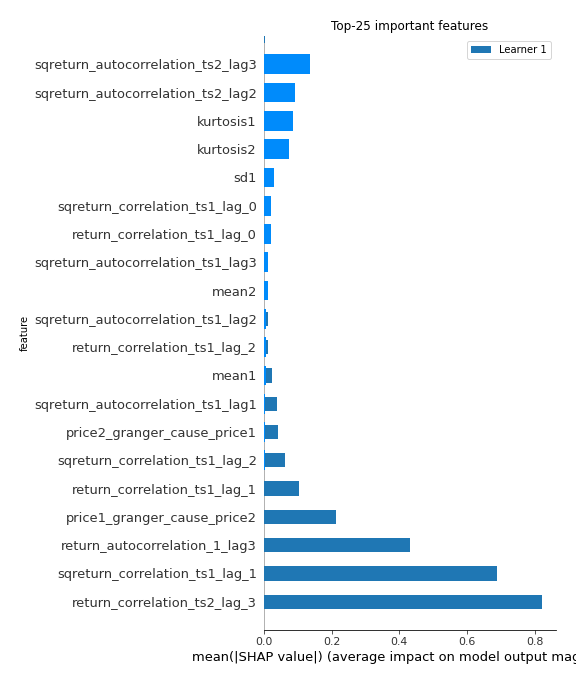 Top-25 important features
Learner 1
sqreturn_autocorrelation_ts2_lag3
sqreturn_autocorrelation_ts2_lag2
kurtosis1
kurtosis2
sd1
sqreturn_correlation_ts1_lag_0
return_correlation_ts1_lag_0
sqreturn_autocorrelation_ts1_lag3
mean2
sqreturn_autocorrelation_ts1_lag2
return_correlation_ts1_lag_2
mean1
sqreturn_autocorrelation_ts1_lag1
price2_granger_cause_price1
sqreturn_correlation_ts1_lag_2
return_correlation_ts1_lag_1
price1_granger_cause_price2
return_autocorrelation_1_lag3
sqreturn_correlation_ts1_lag_1
return_correlation_ts2_lag_3
feature
0.0 0.2 0.4 0.6 0.8
mean(|SHAP value|) (average impact on model output mag